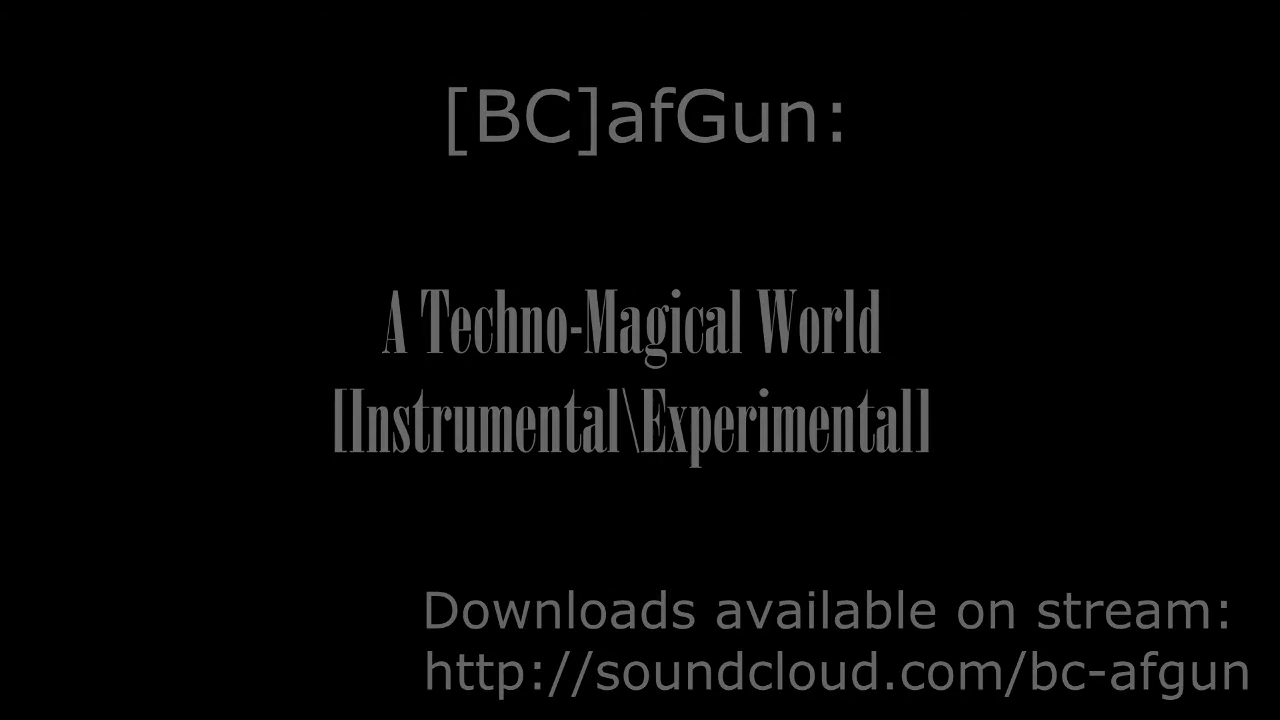 [BC]afGun:
A Techno-Magical World
[Instrumental\Experimental]
Downloads available on stream:
http://soundcloud.com/bc-afgun